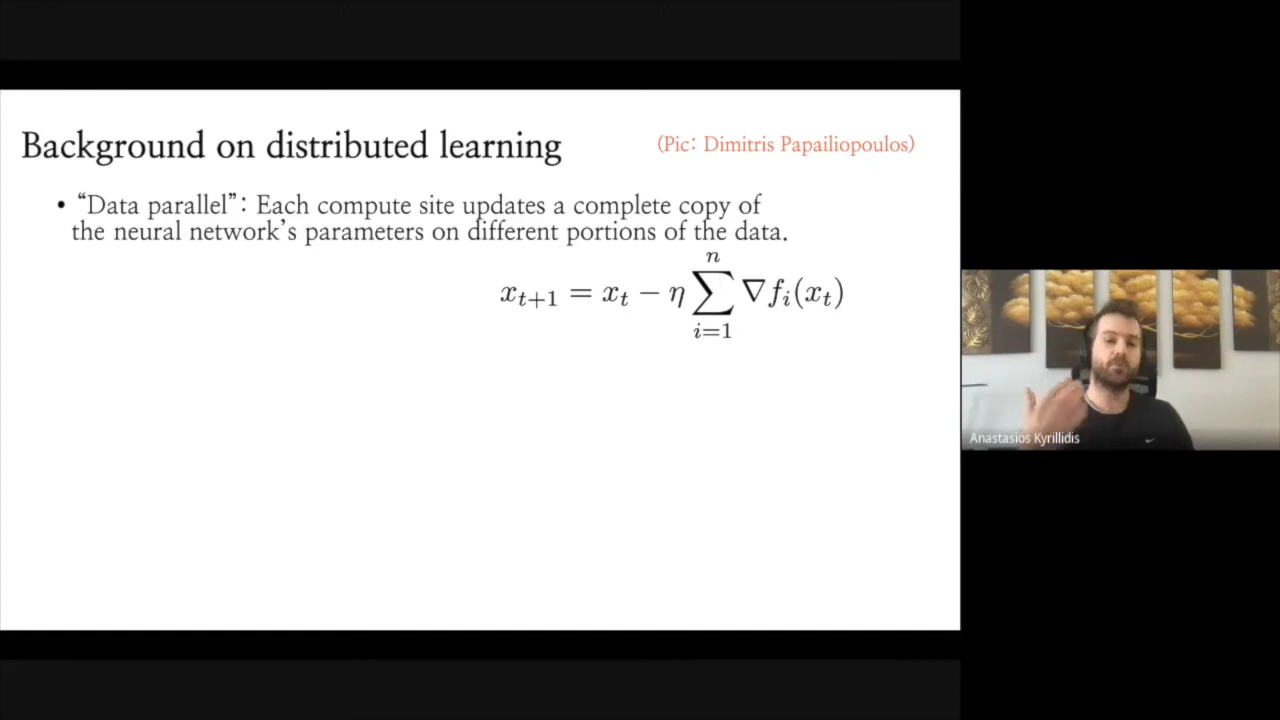 Background on distributed learning
(Pic: Dimitris Papailiopoulos)
• “Data parallel”: Each compute site updates a complete copy of
the neural network’s parameters on different portions of the data.
x_{t+1} = x_t − η \sum_{i=1}^{n} ∇f_i(x_t)
Anastasios Kyrillidis